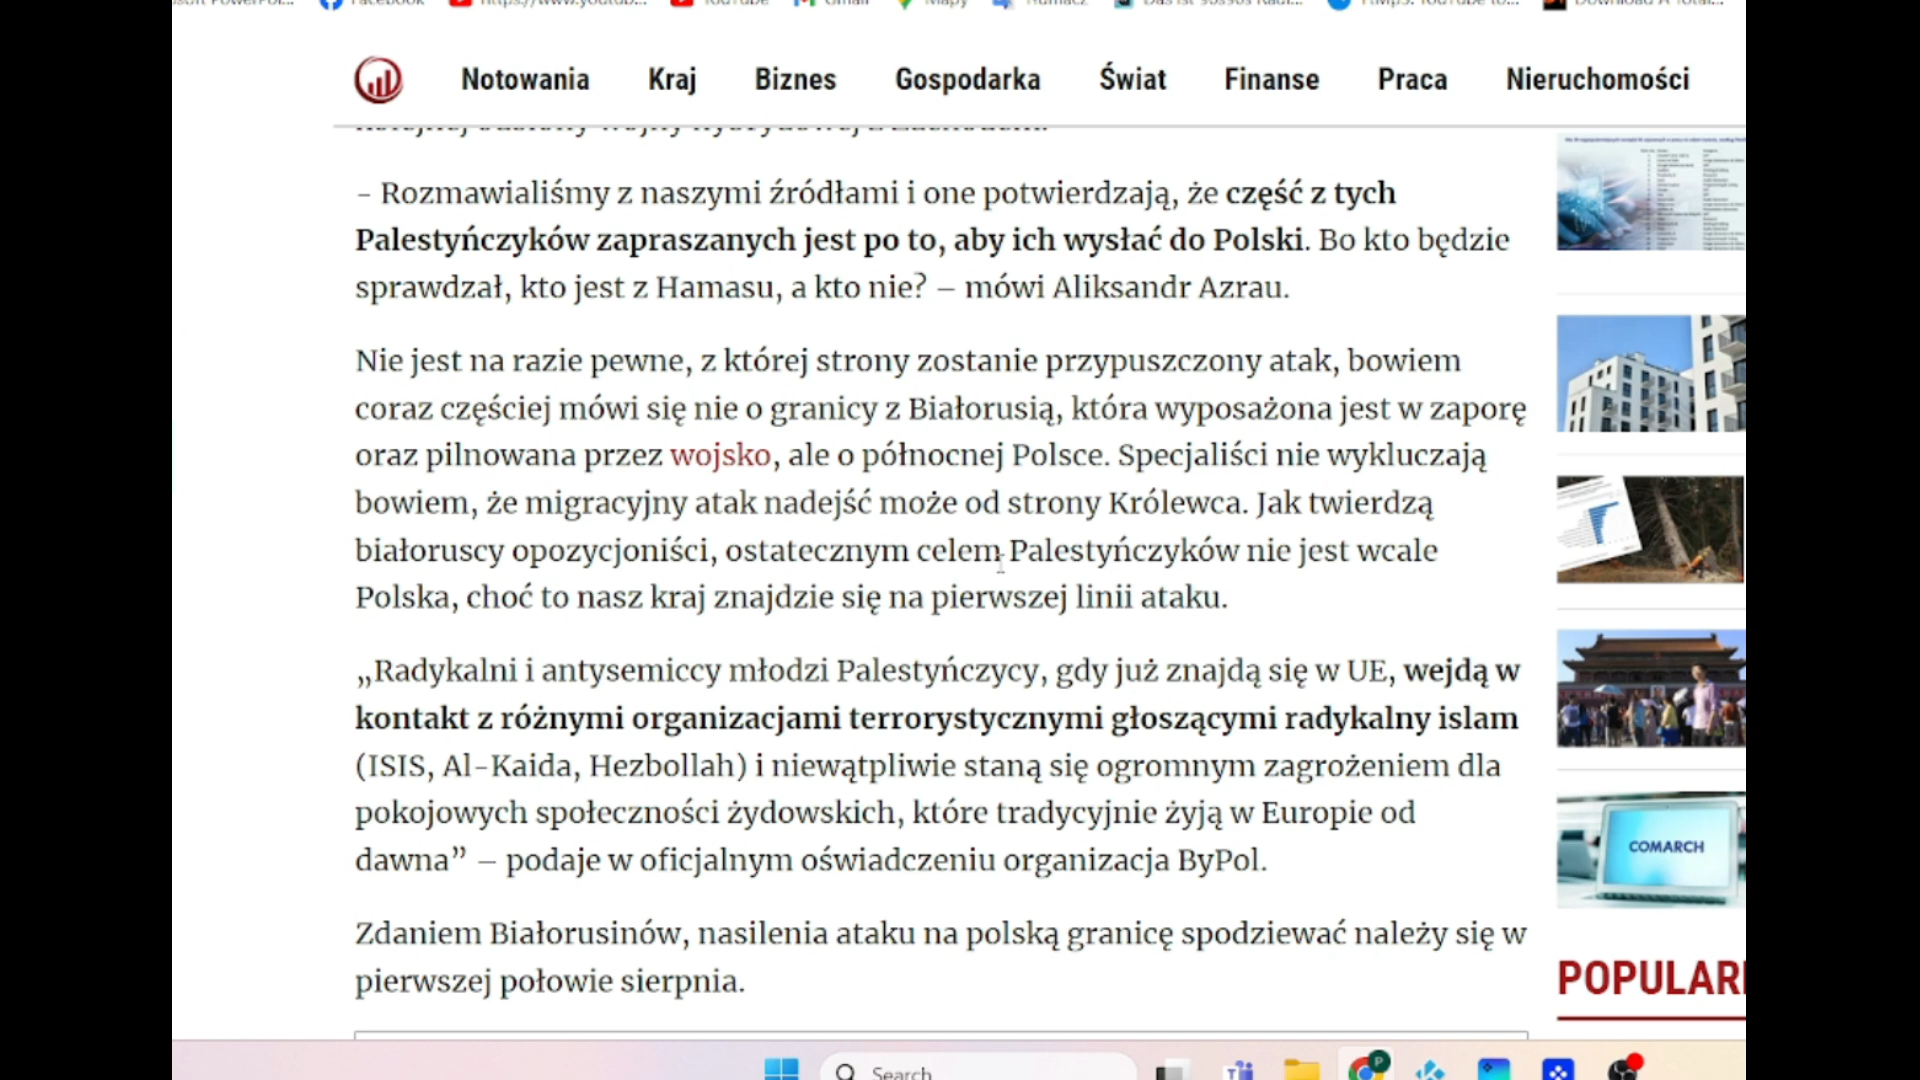 Facebook
https://www.youtub...
YouTube
Gmail
Mapy
Tłumacz
Notowania
Kraj
Biznes
Gospodarka
Świat
Finanse
Praca
Nieruchomości
- Rozmawialiśmy z naszymi źródłami i one potwierdzają, że część z tych
Palestyńczyków zapraszanych jest po to, aby ich wysłać do Polski. Bo kto będzie
sprawdzał, kto jest z Hamasu, a kto nie? – mówi Aliksandr Azrau.
Nie jest na razie pewne, z której strony zostanie przypuszczony atak, bowiem
coraz częściej mówi się nie o granicy z Białorusią, która wyposażona jest w zaporę
oraz pilnowana przez wojsko, ale o północnej Polsce. Specjaliści nie wykluczają
bowiem, że migracyjny atak nadejść może od strony Królewca. Jak twierdzą
białoruscy opozycjoniści, ostatecznym celem Palestyńczyków nie jest wcale
Polska, choć to nasz kraj znajdzie się na pierwszej linii ataku.
„Radykalni i antysemiccy młodzi Palestyńczycy, gdy już znajdą się w UE, wejdą w
kontakt z różnymi organizacjami terrorystycznymi głoszącymi radykalny islam
(ISIS, Al-Kaida, Hezbollah) i niewątpliwie staną się ogromnym zagrożeniem dla
pokojowych społeczności żydowskich, które tradycyjnie żyją w Europie od
dawna” – podaje w oficjalnym oświadczeniu organizacja ByPol.
Zdaniem Białorusinów, nasilenia ataku na polską granicę spodziewać należy się w
pierwszej połowie sierpnia.
COMARCH
POPULAR
Search
P